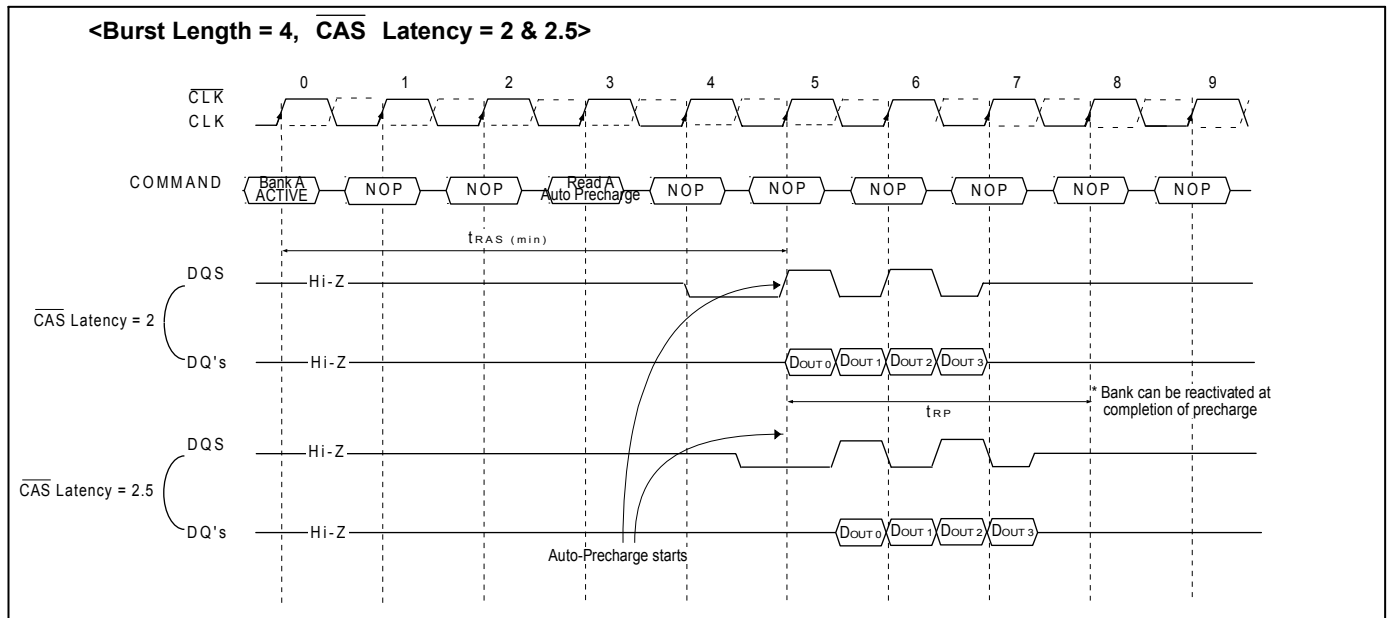 <Burst Length = 4, CAS Latency = 2 & 2.5>
0 1 2 3 4 5 6 7 8 9
CLK
CLK
COMMAND
Bank A
ACTIVE
NOP
NOP
Read A
Auto Precharge
NOP
NOP
NOP
NOP
NOP
NOP
tRAS (min)
DQS
Hi-Z
CAS Latency = 2
DQ's
Hi-Z
DOUT 0 DOUT 1 DOUT 2 DOUT 3
* Bank can be reactivated at
completion of precharge
tRP
DQS
Hi-Z
CAS Latency = 2.5
DQ's
Hi-Z
DOUT 0 DOUT 1 DOUT 2 DOUT 3
Auto-Precharge starts